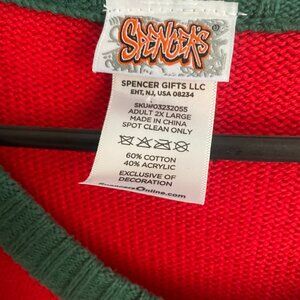 SPENCER'S
SPENCER GIFTS LLC
EHT, NJ, USA 08234
SKU#03232055
ADULT 2X LARGE
MADE IN CHINA
SPOT CLEAN ONLY
60% COTTON
40% ACRYLIC
EXCLUSIVE OF
DECORATION
SpencersOnline.com